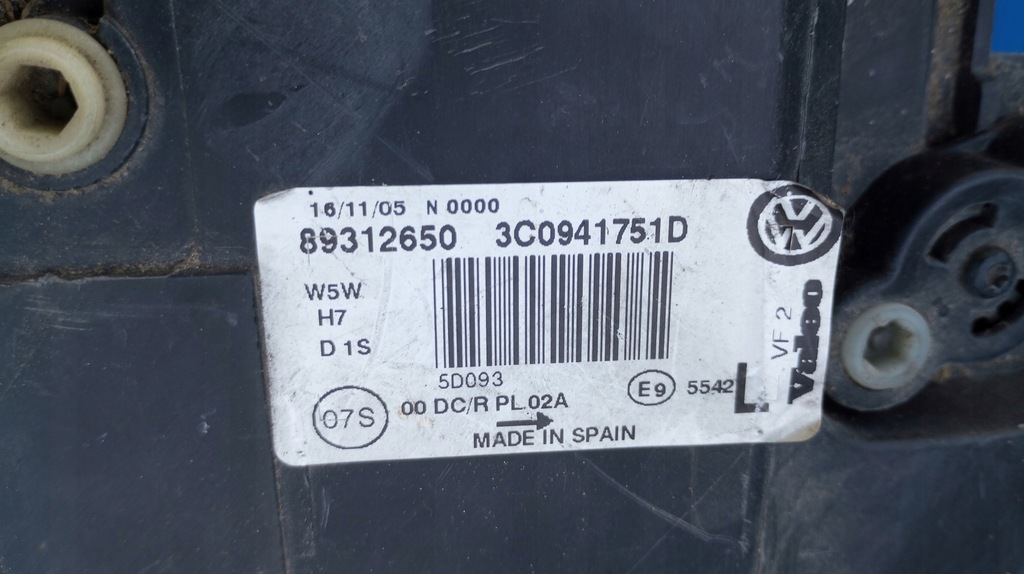 16/11/05 N 0000
89312650 3C0941751D
W5W
H7
D1S
5D093
07S
00 DC/R PL 02A
E9 5542
L
MADE IN SPAIN
VF 2
Valeo